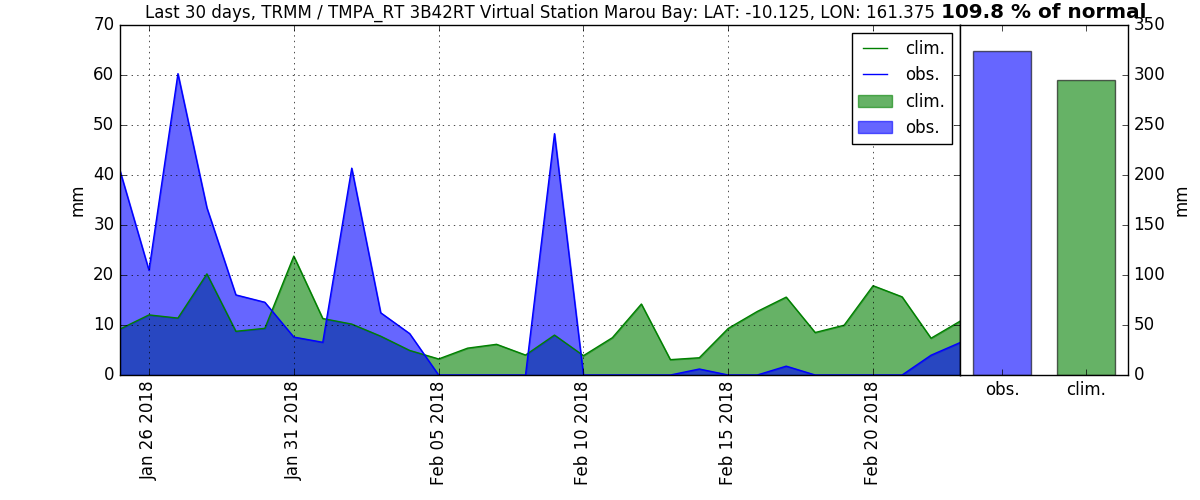 Last 30 days, TRMM / TMPA_RT 3B42RT Virtual Station Marou Bay: LAT: -10.125, LON: 161.375 109.8 % of normal
70
60
50
40
30
20
10
0
mm
clim.
obs.
clim.
obs.
350
300
250
200
150
100
50
0
mm
obs.
clim.
Jan 26 2018
Jan 31 2018
Feb 05 2018
Feb 10 2018
Feb 15 2018
Feb 20 2018